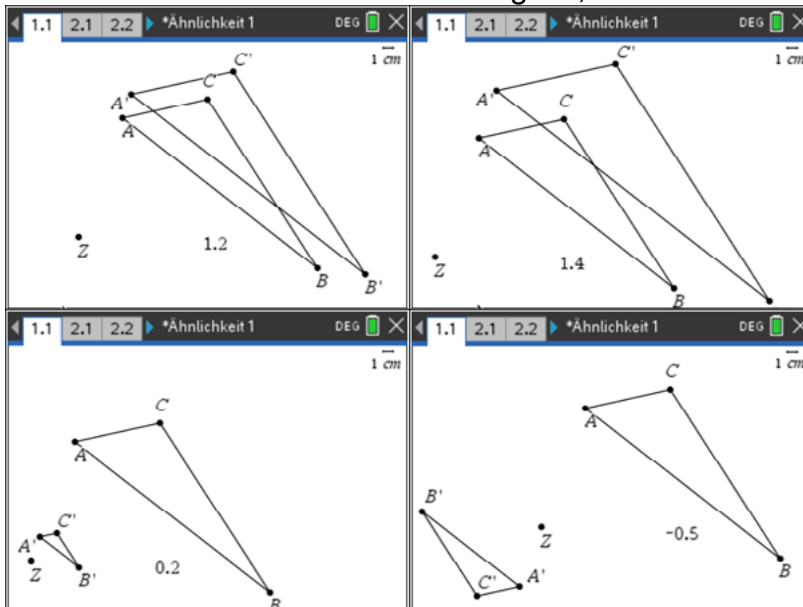 1.1 2.1 2.2 *Ähnlichkeit 1 DEG
1 cm
C'
C
A'
A
Z
1.2
B
B'
1.1 2.1 2.2 *Ähnlichkeit 1 DEG
1 cm
C'
A'
C
A
Z
1.4
B
1.1 2.1 2.2 *Ähnlichkeit 1 DEG
1 cm
C
A
C'
A'
Z
B'
0.2
B
1.1 2.1 2.2 *Ähnlichkeit 1 DEG
1 cm
C
A
B'
Z
-0.5
B
C'
A'